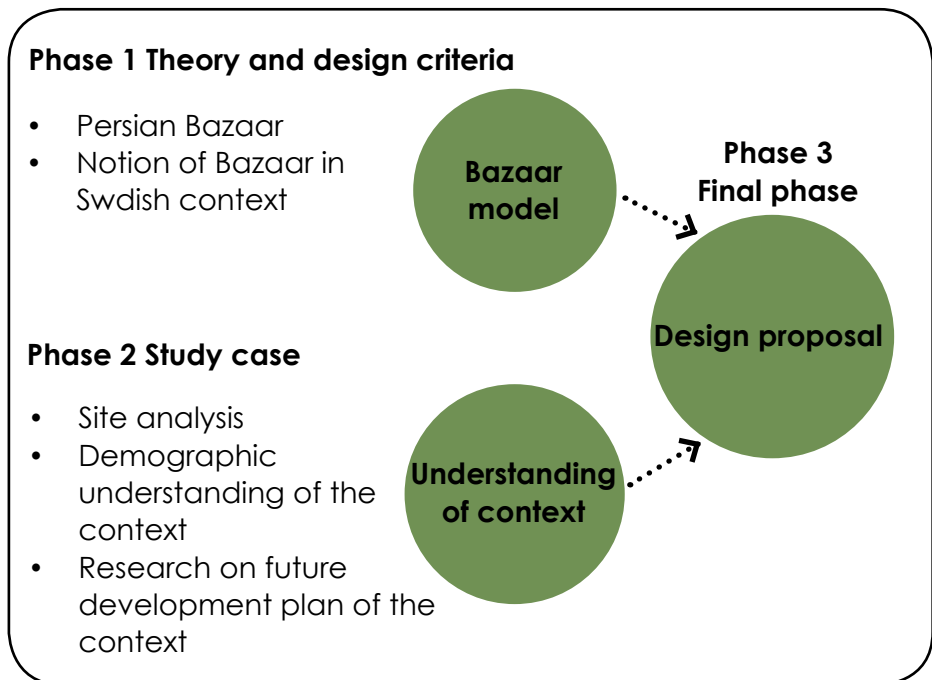 Phase 1 Theory and design criteria
• Persian Bazaar
• Notion of Bazaar in
Swdish context
Bazaar
model
Phase 3
Final phase
Design proposal
Phase 2 Study case
• Site analysis
• Demographic
understanding of the
context
• Research on future
development plan of the
context
Understanding
of context